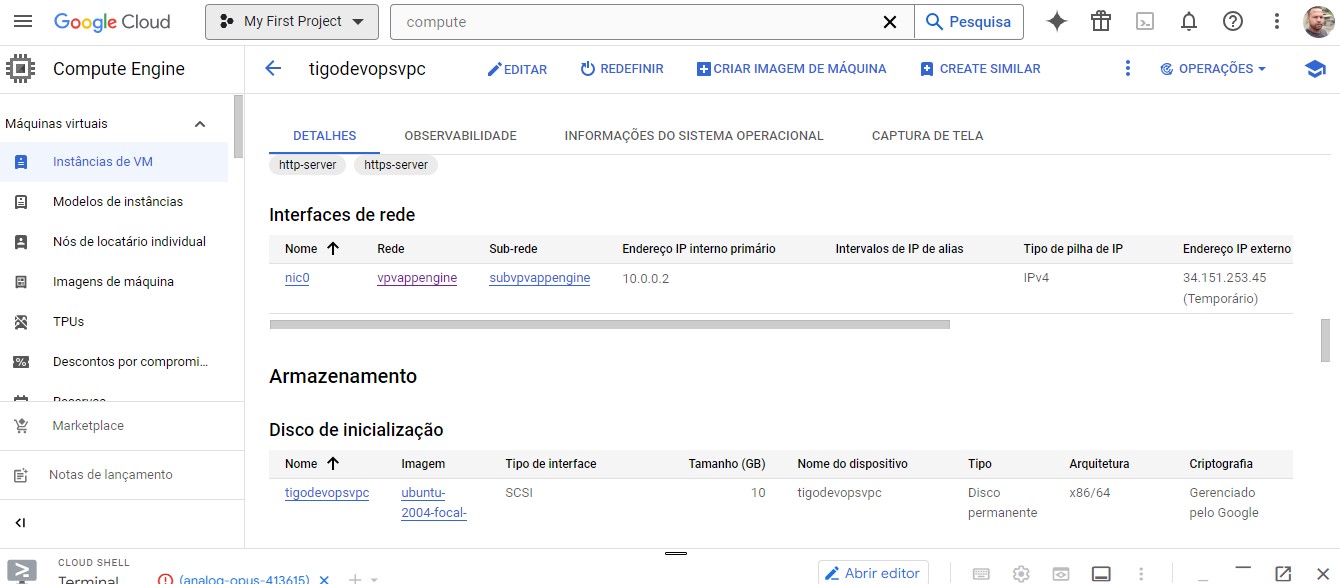 Google Cloud
My First Project
compute
Pesquisa
Compute Engine
tigodevopsvpc
EDITAR
REDEFINIR
CRIAR IMAGEM DE MÁQUINA
CREATE SIMILAR
OPERAÇÕES
Máquinas virtuais
Instâncias de VM
Modelos de instâncias
Nós de locatário individual
Imagens de máquina
TPUs
Descontos por compromi...
Reservas
Marketplace
Notas de lançamento
DETALHES
OBSERVABILIDADE
INFORMAÇÕES DO SISTEMA OPERACIONAL
CAPTURA DE TELA
http-server
https-server
Interfaces de rede
Nome Rede Sub-rede Endereço IP interno primário Intervalos de IP de alias Tipo de pilha de IP Endereço IP externo
nic0 vpvappengine subvpvappengine 10.0.0.2 IPv4 34.151.253.45
(Temporário)
Armazenamento
Disco de inicialização
Nome Imagem Tipo de interface Tamanho (GB) Nome do dispositivo Tipo Arquitetura Criptografia
tigodevopsvpc ubuntu- SCSI 10 tigodevopsvpc Disco x86/64 Gerenciado
2004-focal- permanente pelo Google
CLOUD SHELL
Terminal
(analog-opus-413615)
Abrir editor